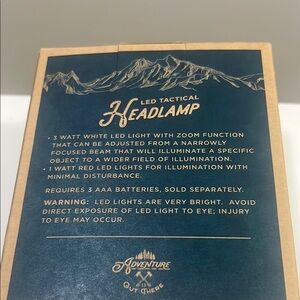 LED TACTICAL
HEADLAMP
• 3 WATT WHITE LED LIGHT WITH ZOOM FUNCTION
THAT CAN BE ADJUSTED FROM A NARROWLY
FOCUSED BEAM THAT WILL ILLUMINATE A SPECIFIC
OBJECT TO A WIDER FIELD OF ILLUMINATION.
• 1 WATT RED LED LIGHTS FOR ILLUMINATION WITH
MINIMAL DISTURBANCE.
REQUIRES 3 AAA BATTERIES, SOLD SEPARATELY.
WARNING: LED LIGHTS ARE VERY BRIGHT. AVOID
DIRECT EXPOSURE OF LED LIGHT TO EYE; INJURY
TO EYE MAY OCCUR.
ADVENTURE
IS
OUT THERE